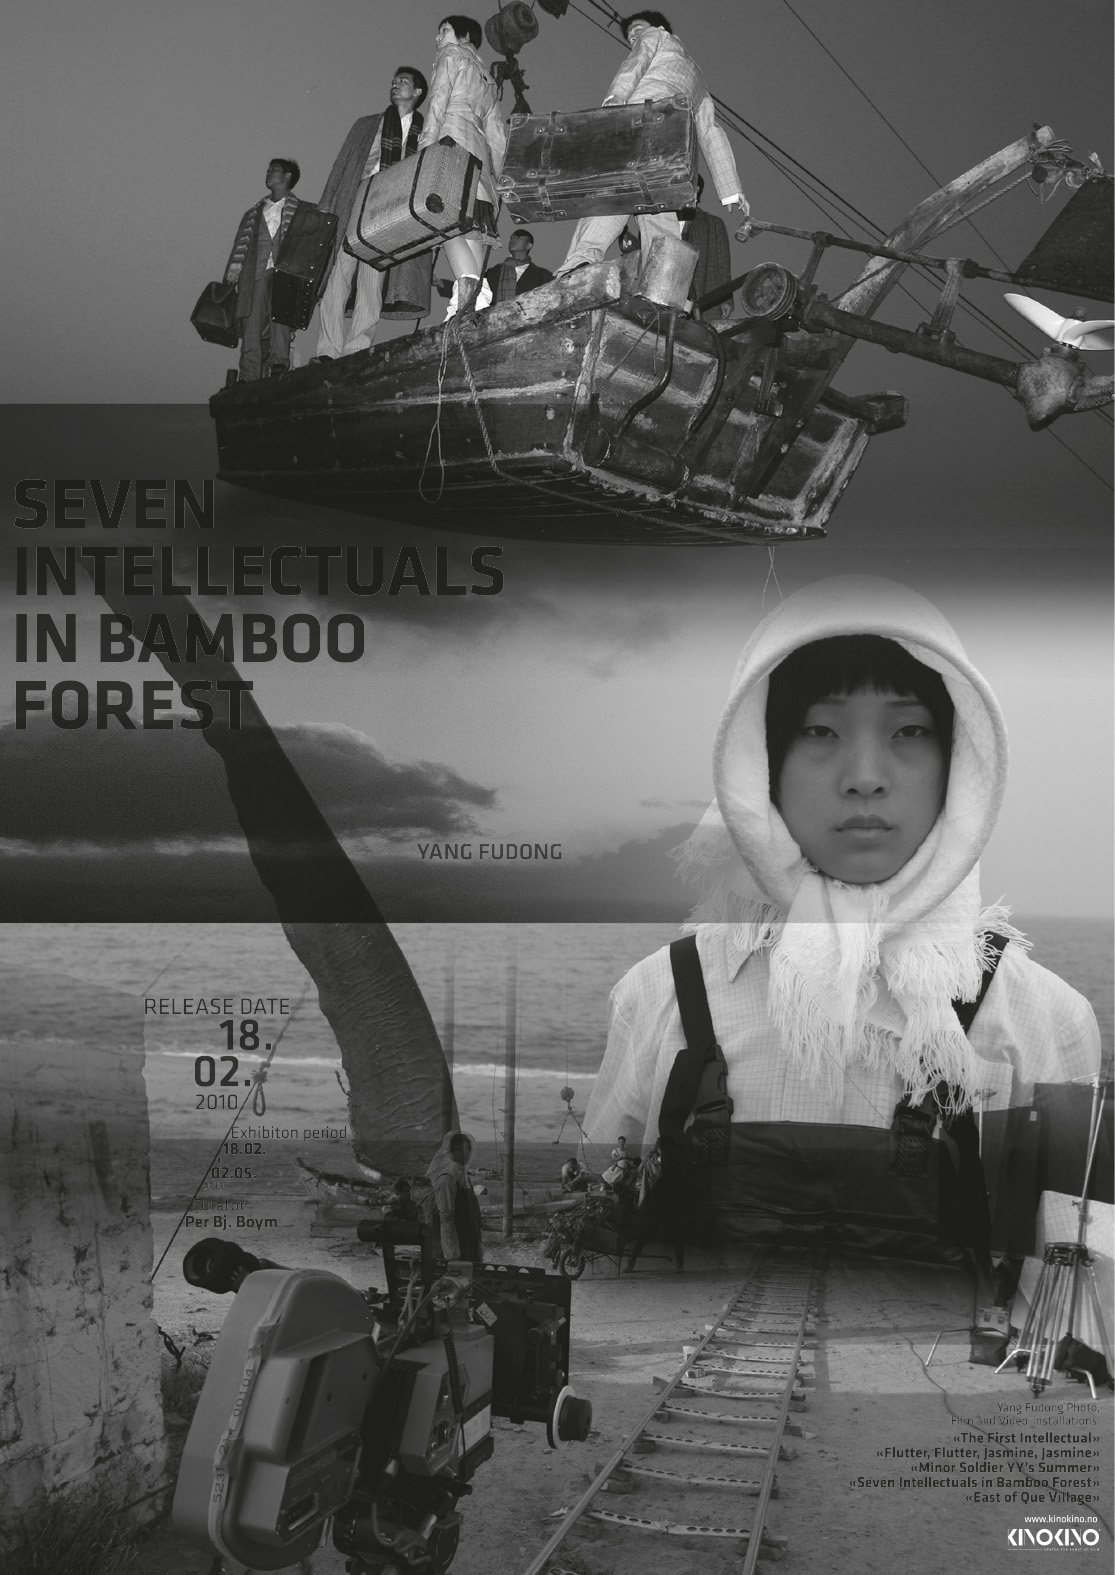 SEVEN
INTELLECTUALS
IN BAMBOO
FOREST
YANG FUDONG
RELEASE DATE
18.
02.
2010
Exhibiton period
18.02.
02.05.
Curator
Per Bj. Boym
Yang Fudong Photo,
Film and Video installations:
«The First Intellectual»
«Flutter, Flutter, Jasmine, Jasmine»
«Minor Soldier YY's Summer»
«Seven Intellectuals in Bamboo Forest»
«East of Que Village»
www.kinokino.no
KINOKINO